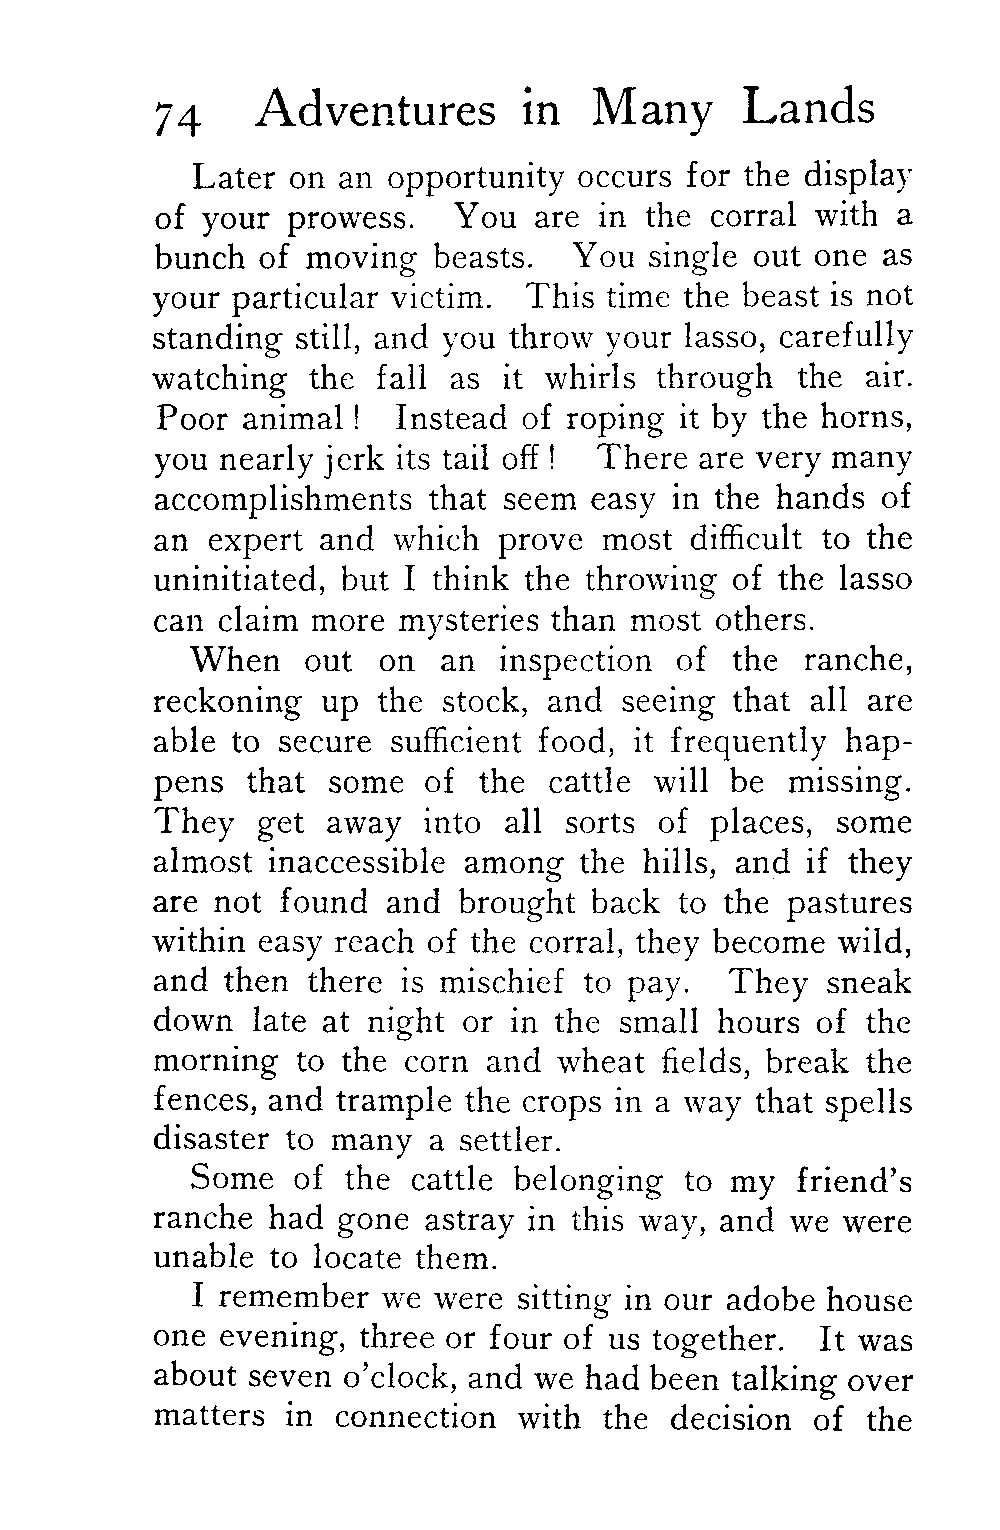 74 Adventures in Many Lands
Later on an opportunity occurs for the display
of your prowess. You are in the corral with a
bunch of moving beasts. You single out one as
your particular victim. This time the beast is not
standing still, and you throw your lasso, carefully
watching the fall as it whirls through the air.
Poor animal ! Instead of roping it by the horns,
you nearly jerk its tail off ! There are very many
accomplishments that seem easy in the hands of
an expert and which prove most difficult to the
uninitiated, but I think the throwing of the lasso
can claim more mysteries than most others.
When out on an inspection of the ranche,
reckoning up the stock, and seeing that all are
able to secure sufficient food, it frequently hap-
pens that some of the cattle will be missing.
They get away into all sorts of places, some
almost inaccessible among the hills, and if they
are not found and brought back to the pastures
within easy reach of the corral, they become wild,
and then there is mischief to pay. They sneak
down late at night or in the small hours of the
morning to the corn and wheat fields, break the
fences, and trample the crops in a way that spells
disaster to many a settler.
Some of the cattle belonging to my friend's
ranche had gone astray in this way, and we were
unable to locate them.
I remember we were sitting in our adobe house
one evening, three or four of us together. It was
about seven o'clock, and we had been talking over
matters in connection with the decision of the